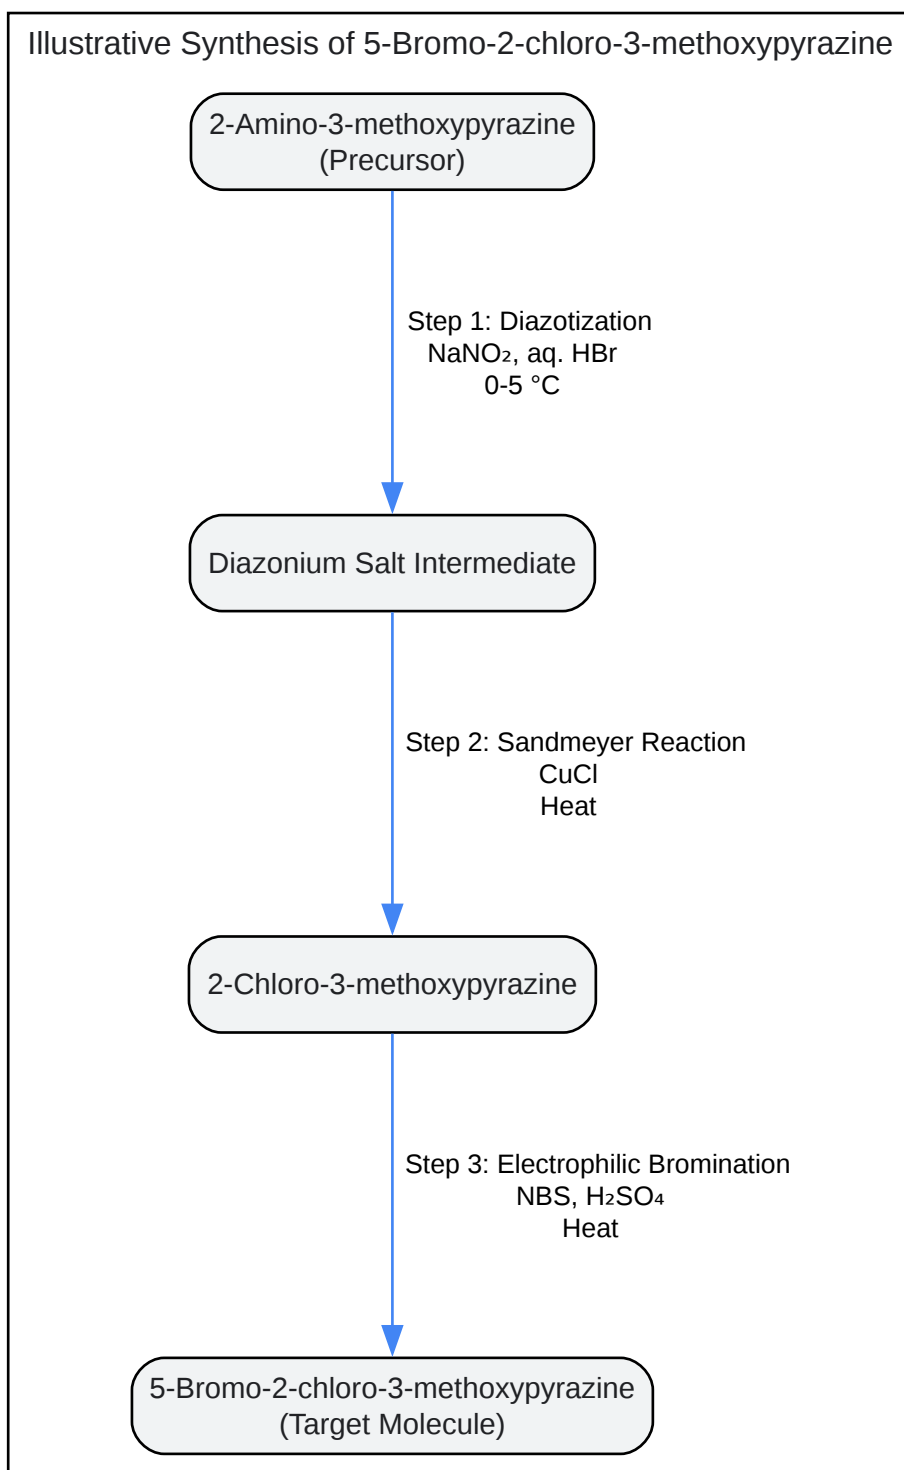 Illustrative Synthesis of 5-Bromo-2-chloro-3-methoxypyrazine
2-Amino-3-methoxypyrazine
(Precursor)
Step 1: Diazotization
NaNO₂, aq. HBr
0-5 °C
Diazonium Salt Intermediate
Step 2: Sandmeyer Reaction
CuCl
Heat
2-Chloro-3-methoxypyrazine
Step 3: Electrophilic Bromination
NBS, H₂SO₄
Heat
5-Bromo-2-chloro-3-methoxypyrazine
(Target Molecule)